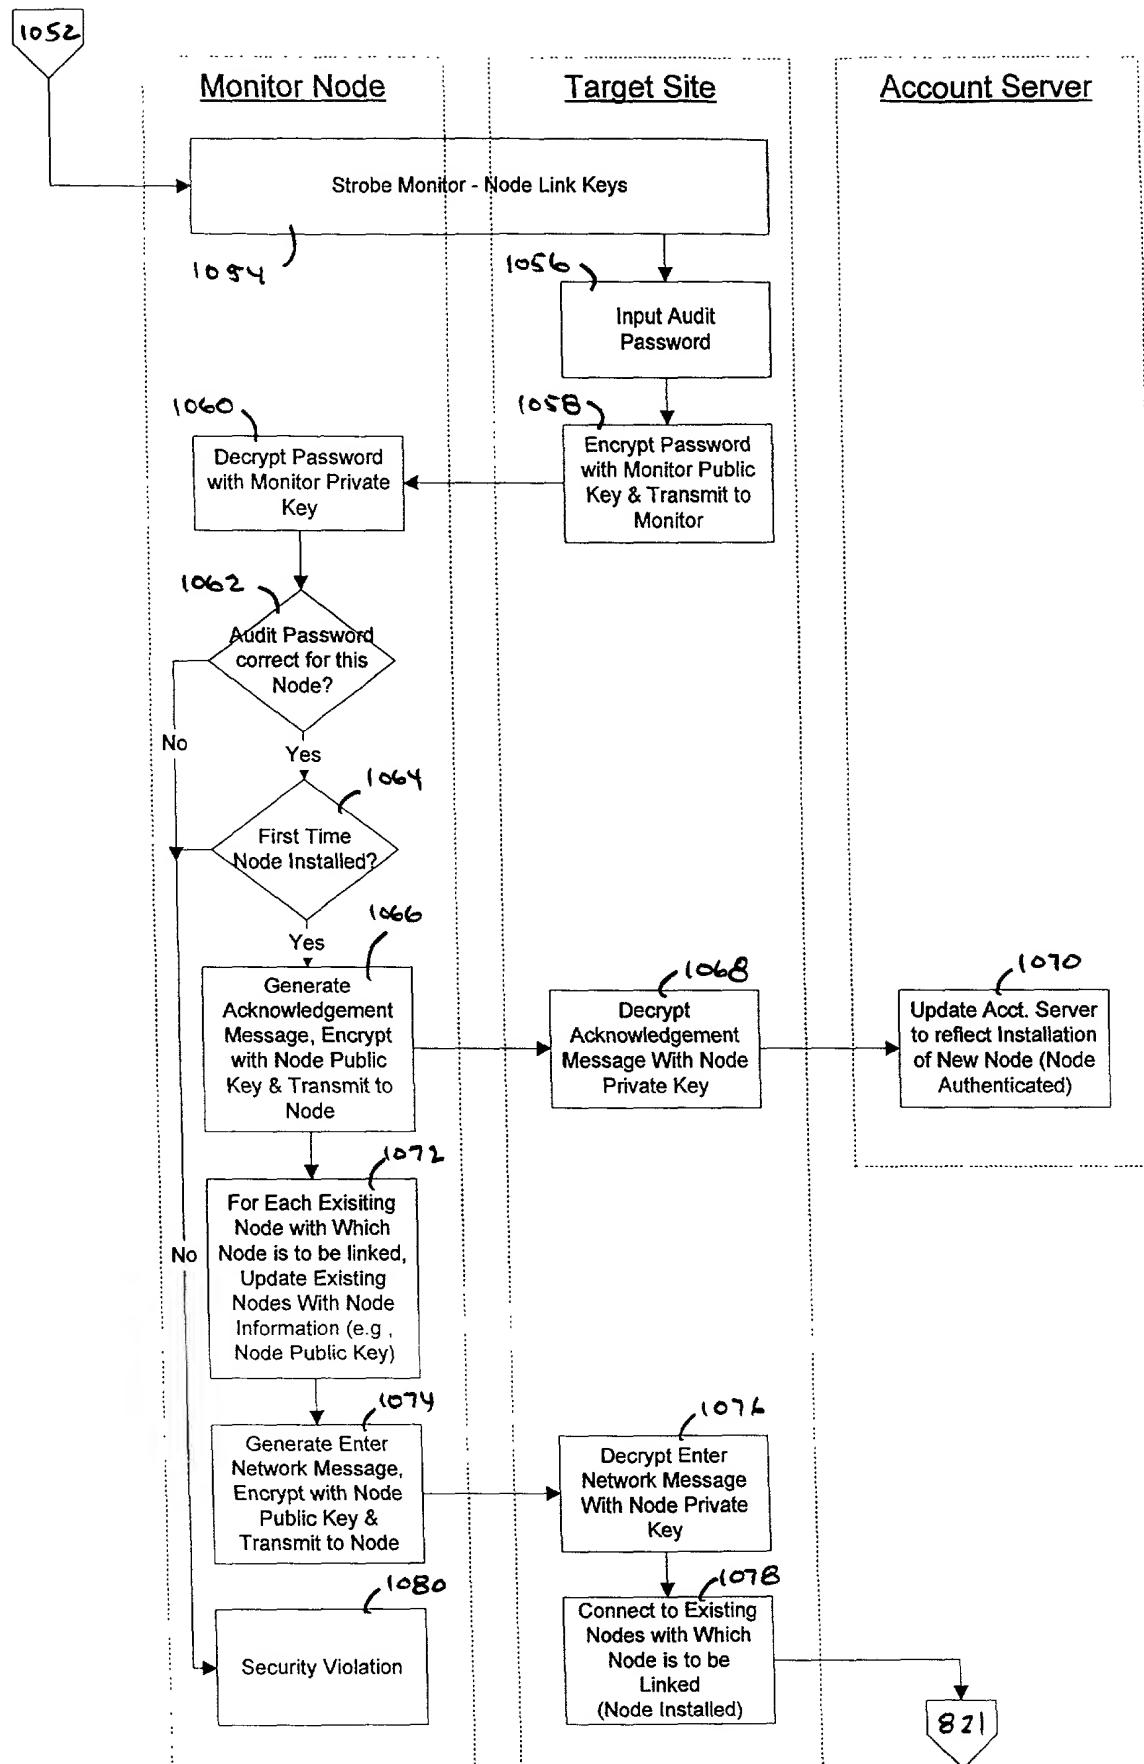 1052
Monitor Node
Target Site
Account Server
Strobe Monitor - Node Link Keys
1054
1056
Input Audit
Password
1058
Encrypt Password
with Monitor Public
Key & Transmit to
Monitor
1060
Decrypt Password
with Monitor Private
Key
1062
Audit Password
correct for this
Node?
No
Yes
1064
First Time
Node Installed?
Yes
1066
Generate
Acknowledgement
Message, Encrypt
with Node Public
Key & Transmit to
Node
1068
Decrypt
Acknowledgement
Message With Node
Private Key
1070
Update Acct. Server
to reflect Installation
of New Node (Node
Authenticated)
1072
For Each Exisiting
Node with Which
Node is to be linked,
Update Existing
Nodes With Node
Information (e.g ,
Node Public Key)
No
1074
Generate Enter
Network Message,
Encrypt with Node
Public Key &
Transmit to Node
1076
Decrypt Enter
Network Message
With Node Private
Key
1078
Connect to Existing
Nodes with Which
Node is to be
Linked
(Node Installed)
1080
Security Violation
821